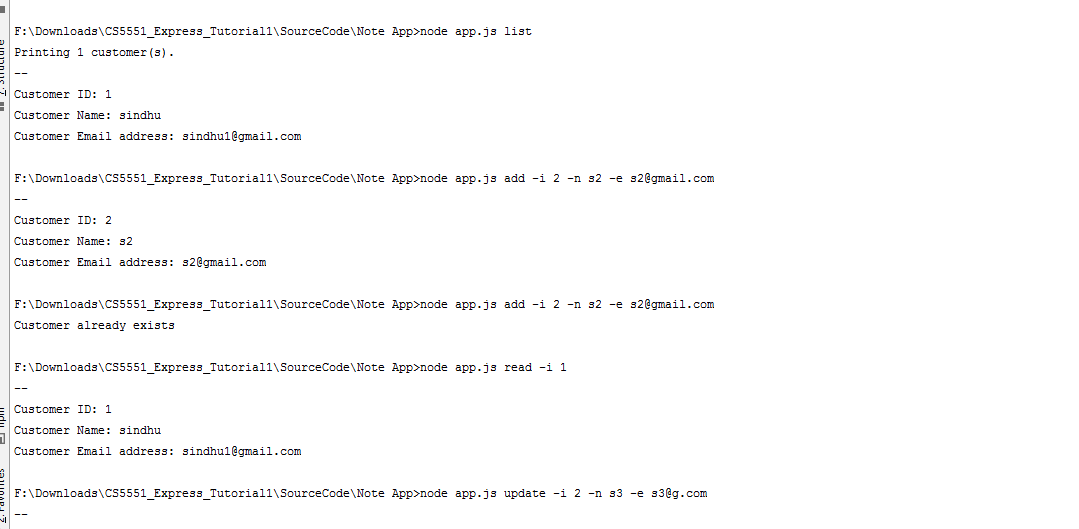 F:\Downloads\CS5551_Express_Tutorial1\SourceCode\Note App>node app.js list
Printing 1 customer(s).
--
Customer ID: 1
Customer Name: sindhu
Customer Email address: sindhu1@gmail.com
F:\Downloads\CS5551_Express_Tutorial1\SourceCode\Note App>node app.js add -i 2 -n s2 -e s2@gmail.com
--
Customer ID: 2
Customer Name: s2
Customer Email address: s2@gmail.com
F:\Downloads\CS5551_Express_Tutorial1\SourceCode\Note App>node app.js add -i 2 -n s2 -e s2@gmail.com
Customer already exists
F:\Downloads\CS5551_Express_Tutorial1\SourceCode\Note App>node app.js read -i 1
--
Customer ID: 1
Customer Name: sindhu
Customer Email address: sindhu1@gmail.com
F:\Downloads\CS5551_Express_Tutorial1\SourceCode\Note App>node app.js update -i 2 -n s3 -e s3@g.com
--